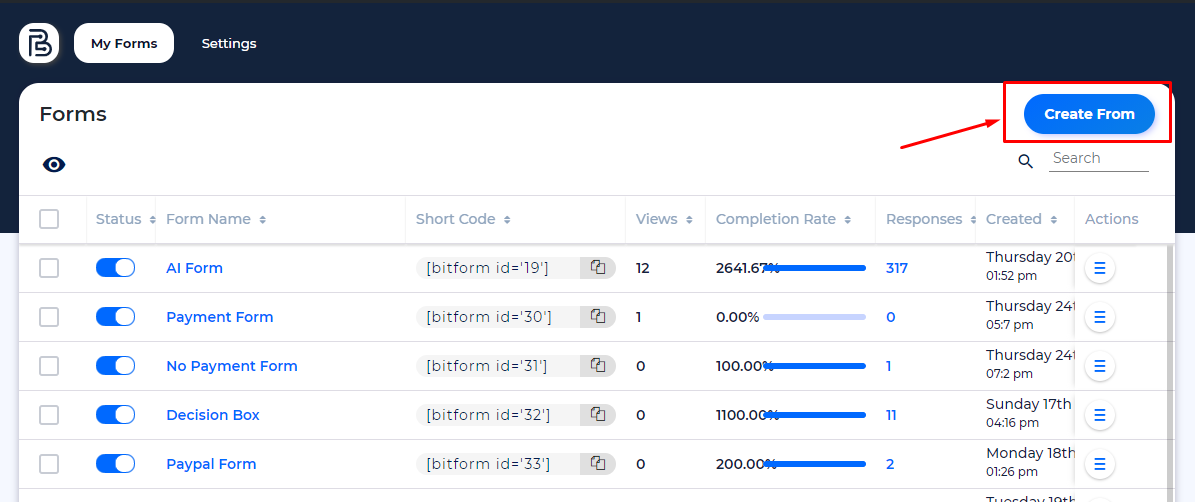 My Forms Settings
Forms Create From
Search
Status Form Name Short Code Views Completion Rate Responses Created Actions
AI Form [bitform id='19'] 12 2641.67% 317 Thursday 20t
01:52 pm
Payment Form [bitform id='30'] 1 0.00% 0 Thursday 24t
05:7 pm
No Payment Form [bitform id='31'] 0 100.00% 1 Thursday 24t
07:2 pm
Decision Box [bitform id='32'] 0 1100.00% 11 Sunday 17th
04:16 pm
Paypal Form [bitform id='33'] 0 200.00% 2 Monday 18th
01:26 pm
Tuesday 19th